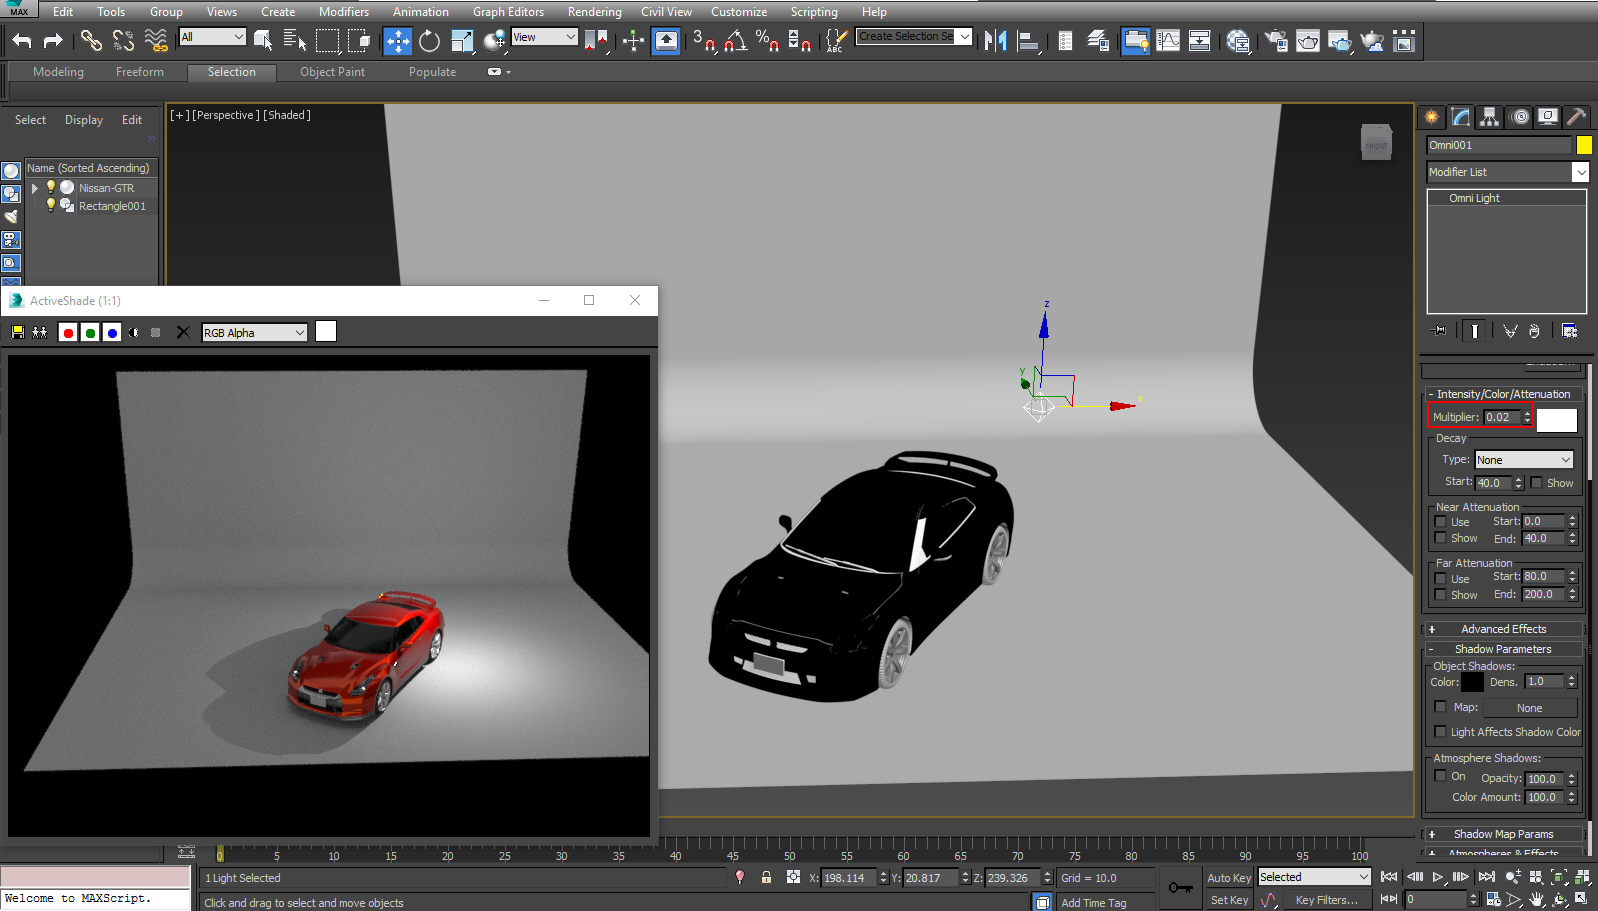 MAX
Edit Tools Group Views Create Modifiers Animation Graph Editors Rendering Civil View Customize Scripting Help
All
View
3
%
ABC
Create Selection Se
Modeling Freeform Selection Object Paint Populate
Select Display Edit
Name (Sorted Ascending)
Nissan-GTR
Rectangle001
[+] [Perspective] [Shaded]
FRONT
z
y
x
ActiveShade (1:1)
RGB Alpha
Omni001
Modifier List
Omni Light
- Intensity/Color/Attenuation
Multiplier: 0.02
Decay
Type: None
Start: 40.0 Show
Near Attenuation
Use Start: 0.0
Show End: 40.0
Far Attenuation
Use Start: 80.0
Show End: 200.0
+ Advanced Effects
- Shadow Parameters
Object Shadows:
Color: Dens. 1.0
Map: None
Light Affects Shadow Color
Atmosphere Shadows:
On Opacity: 100.0
Color Amount: 100.0
+ Shadow Map Params
+ Atmospheres & Effects
0 5 10 15 20 25 30 35 40 45 50 55 60 65 70 75 80 85 90 95 100
1 Light Selected
X: 198.114 Y: 20.817 Z: 239.326 Grid = 10.0
Auto Key Selected
Welcome to MAXScript.
Click and drag to select and move objects
Add Time Tag
Set Key Key Filters... 0